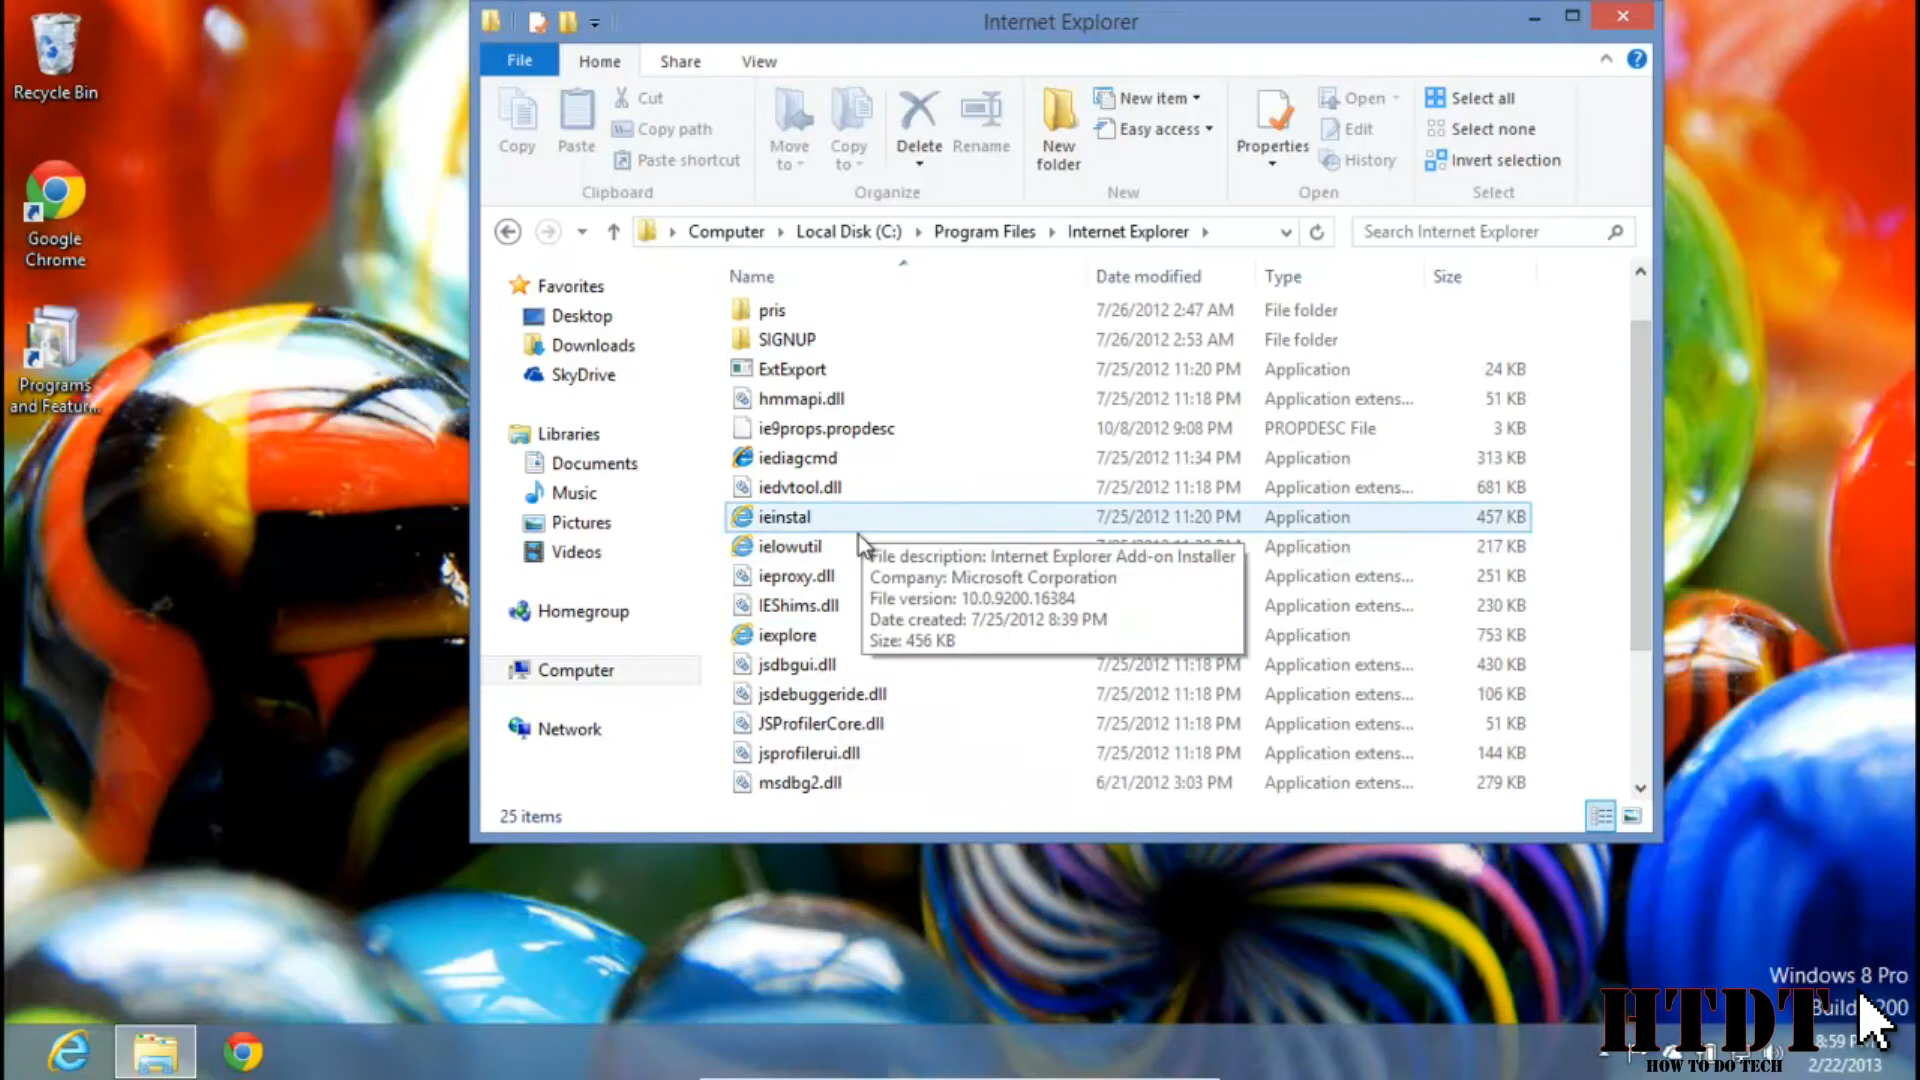 Recycle Bin
Google
Chrome
Programs
and Featur...
Internet Explorer
File Home Share View
Copy
Paste
Cut
Copy path
Paste shortcut
Clipboard
Move
to
Copy
to
Delete
Rename
Organize
New
folder
New item
Easy access
New
Properties
Open
Edit
History
Open
Select all
Select none
Invert selection
Select
Computer Local Disk (C:) Program Files Internet Explorer
Search Internet Explorer
Favorites
Desktop
Downloads
SkyDrive
Libraries
Documents
Music
Pictures
Videos
Homegroup
Computer
Network
Name Date modified Type Size
pris 7/26/2012 2:47 AM File folder
SIGNUP 7/26/2012 2:53 AM File folder
ExtExport 7/25/2012 11:20 PM Application 24 KB
hmmapi.dll 7/25/2012 11:18 PM Application extens... 51 KB
ie9props.propdesc 10/8/2012 9:08 PM PROPDESC File 3 KB
iediagcmd 7/25/2012 11:34 PM Application 313 KB
iedvtool.dll 7/25/2012 11:18 PM Application extens... 681 KB
ieinstal 7/25/2012 11:20 PM Application 457 KB
ielowutil Application 217 KB
ieproxy.dll Application extens... 251 KB
IEShims.dll Application extens... 230 KB
iexplore Application 753 KB
jsdbgui.dll 7/25/2012 11:18 PM Application extens... 430 KB
jsdebuggeride.dll 7/25/2012 11:18 PM Application extens... 106 KB
JSProfilerCore.dll 7/25/2012 11:18 PM Application extens... 51 KB
jsprofilerui.dll 7/25/2012 11:18 PM Application extens... 144 KB
msdbg2.dll 6/21/2012 3:03 PM Application extens... 279 KB
File description: Internet Explorer Add-on Installer
Company: Microsoft Corporation
File version: 10.0.9200.16384
Date created: 7/25/2012 8:39 PM
Size: 456 KB
25 items
Windows 8 Pro
Build
HTDT
HOW TO DO TECH
8:59
2/22/2013